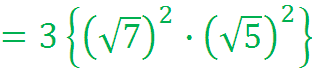 = 3 {(√7)² · (√5)²}